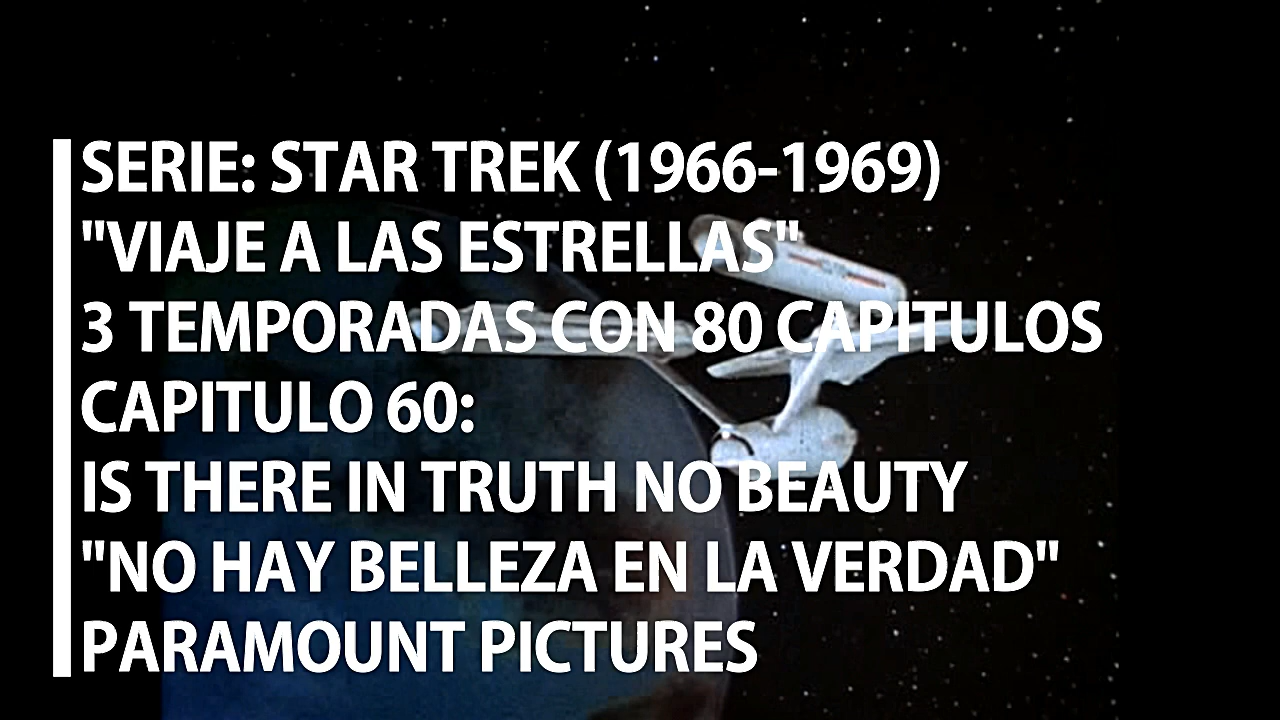 SERIE: STAR TREK (1966-1969)
"VIAJE A LAS ESTRELLAS"
3 TEMPORADAS CON 80 CAPITULOS
CAPITULO 60:
IS THERE IN TRUTH NO BEAUTY
"NO HAY BELLEZA EN LA VERDAD"
PARAMOUNT PICTURES